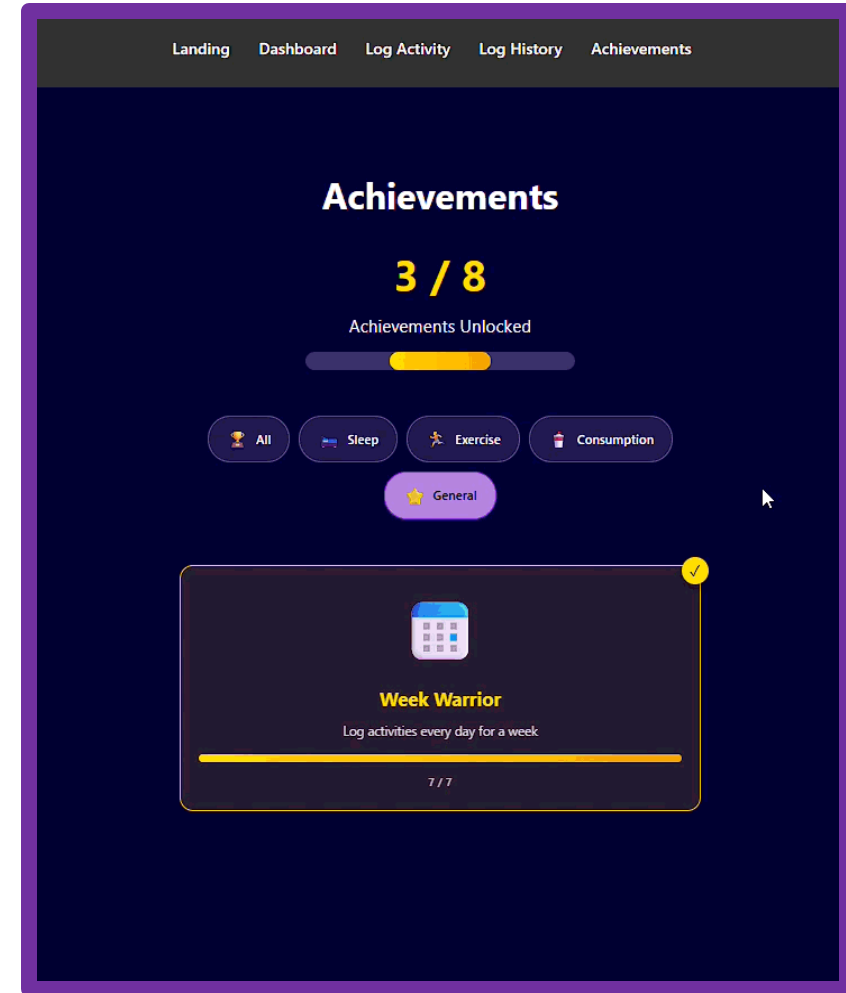 Landing Dashboard Log Activity Log History Achievements
Achievements
3 / 8
Achievements Unlocked
All Sleep Exercise Consumption
General
✓
Week Warrior
Log activities every day for a week
7 / 7